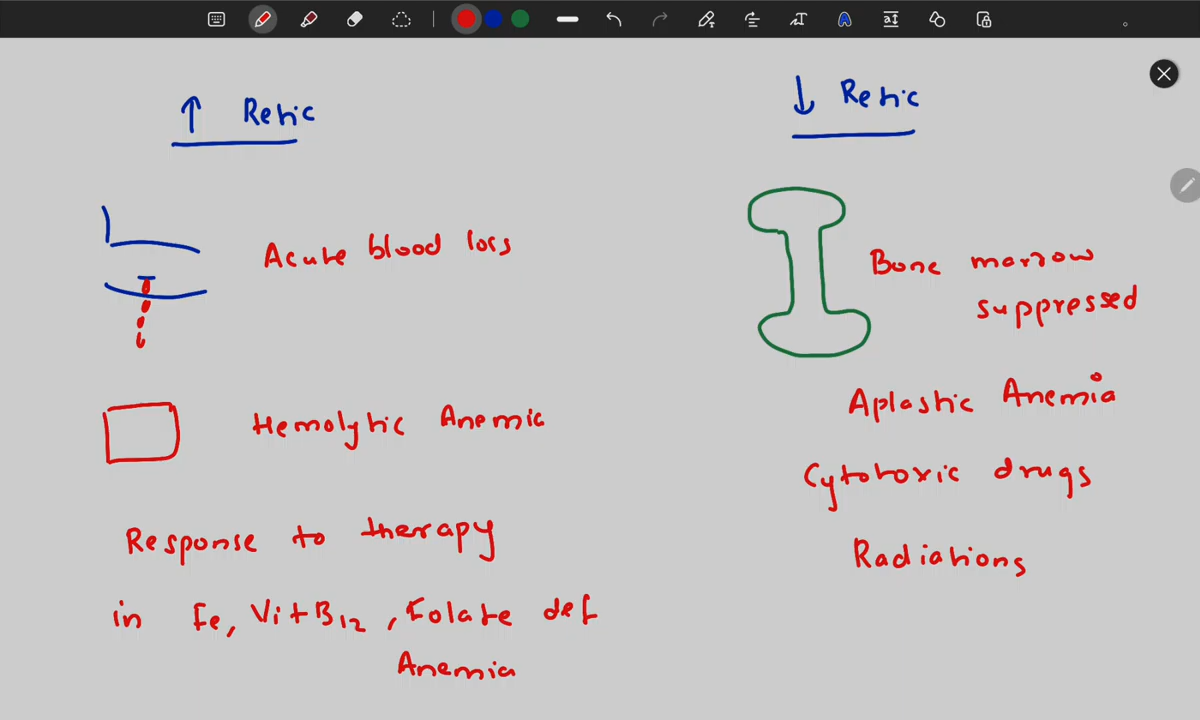 ↑ Retic
Acute blood loss
Hemolytic Anemia
Response to therapy
in Fe, Vit B12, Folate def
Anemia
↓ Retic
Bone marrow
suppressed
Aplastic Anemia
Cytotoxic drugs
Radiations